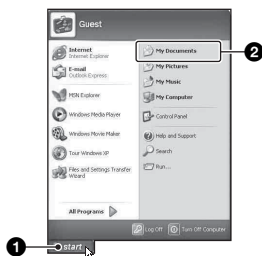 Guest
Internet
Internet Explorer
E-mail
Outlook Express
MSN Explorer
Windows Media Player
Windows Movie Maker
Tour Windows XP
Files and Settings Transfer
Wizard
All Programs
My Documents
2
My Pictures
My Music
My Computer
Control Panel
Help and Support
Search
Run...
Log Off
Turn Off Computer
1
start